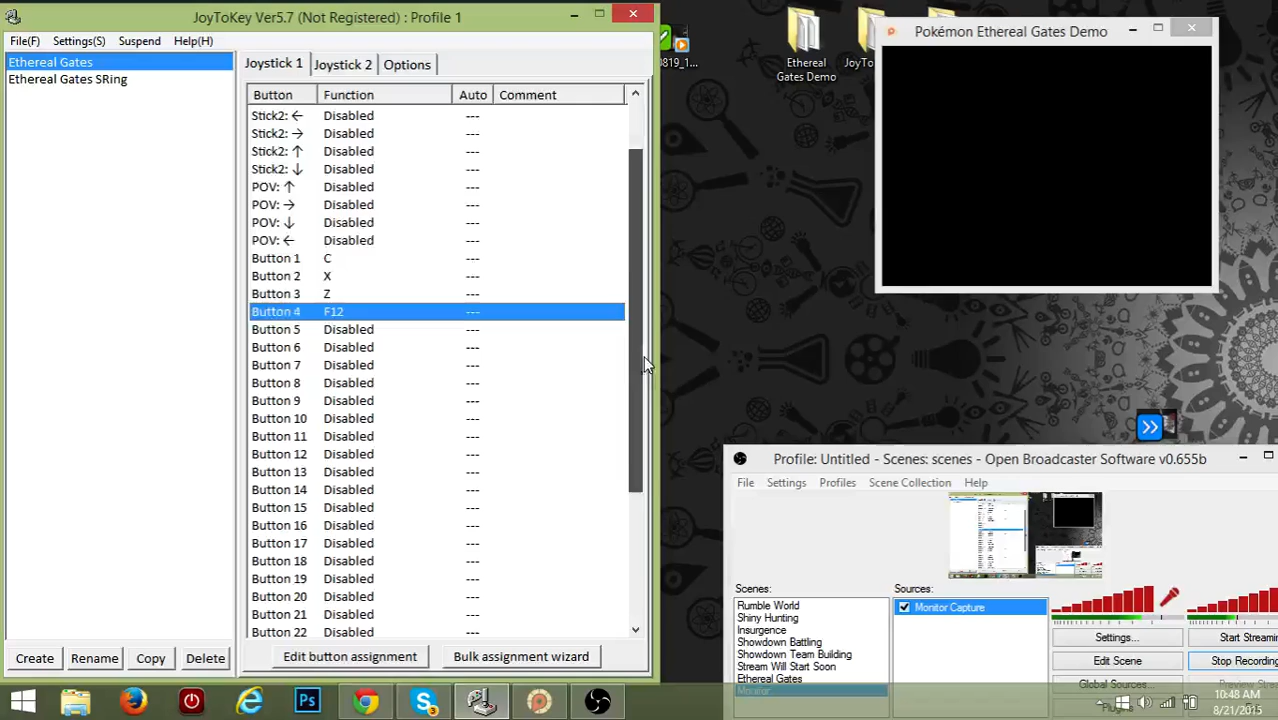 JoyToKey Ver5.7 (Not Registered) : Profile 1
File(F) Settings(S) Suspend Help(H)
Ethereal Gates
Ethereal Gates SRing
Joystick 1 Joystick 2 Options
Button Function Auto Comment
Stick2: ← Disabled ---
Stick2: → Disabled ---
Stick2: ↑ Disabled ---
Stick2: ↓ Disabled ---
POV: ↑ Disabled ---
POV: → Disabled ---
POV: ↓ Disabled ---
POV: ← Disabled ---
Button 1 C ---
Button 2 X ---
Button 3 Z ---
Button 4 F12 ---
Button 5 Disabled ---
Button 6 Disabled ---
Button 7 Disabled ---
Button 8 Disabled ---
Button 9 Disabled ---
Button 10 Disabled ---
Button 11 Disabled ---
Button 12 Disabled ---
Button 13 Disabled ---
Button 14 Disabled ---
Button 15 Disabled ---
Button 16 Disabled ---
Button 17 Disabled ---
Button 18 Disabled ---
Button 19 Disabled ---
Button 20 Disabled ---
Button 21 Disabled ---
Button 22 Disabled ---
Create Rename Copy Delete
Edit button assignment Bulk assignment wizard
0819_1...
Ethereal
Gates Demo
Pokémon Ethereal Gates Demo
Profile: Untitled - Scenes: scenes - Open Broadcaster Software v0.655b
File Settings Profiles Scene Collection Help
Scenes:
Rumble World
Shiny Hunting
Insurgence
Showdown Battling
Showdown Team Building
Stream Will Start Soon
Ethereal Gates
Monitor
Sources:
Monitor Capture
Settings... Start Streami
Edit Scene Stop Recording
Global Sources...
Ps
10:48 AM
8/21/2015